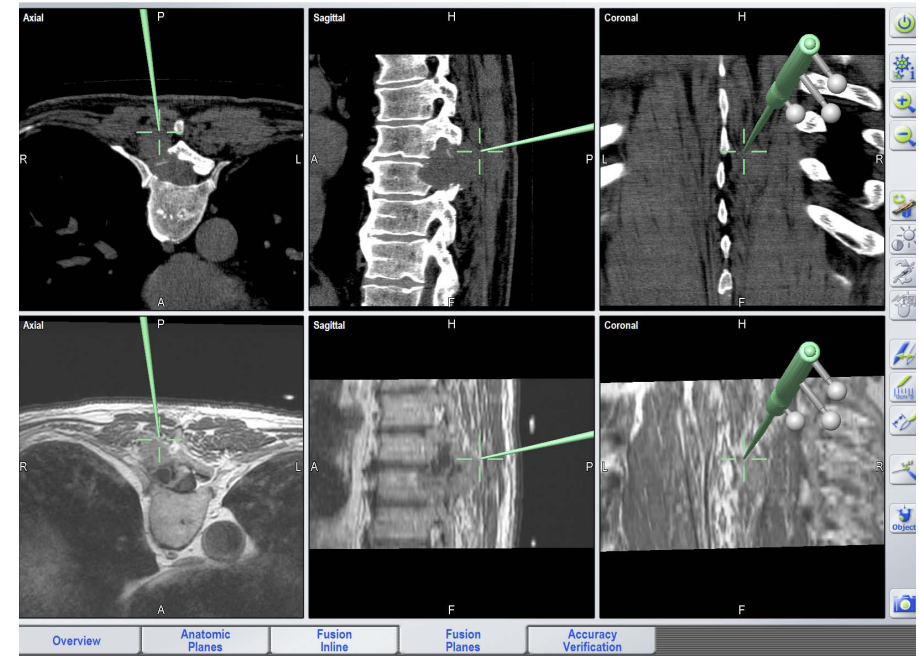 Axial
P
R
L
A
Sagittal
H
A
P
F
Coronal
H
L
R
F
Axial
P
R
L
A
Sagittal
H
A
P
F
Coronal
H
L
R
F
Object
Overview
Anatomic
Planes
Fusion
Inline
Fusion
Planes
Accuracy
Verification